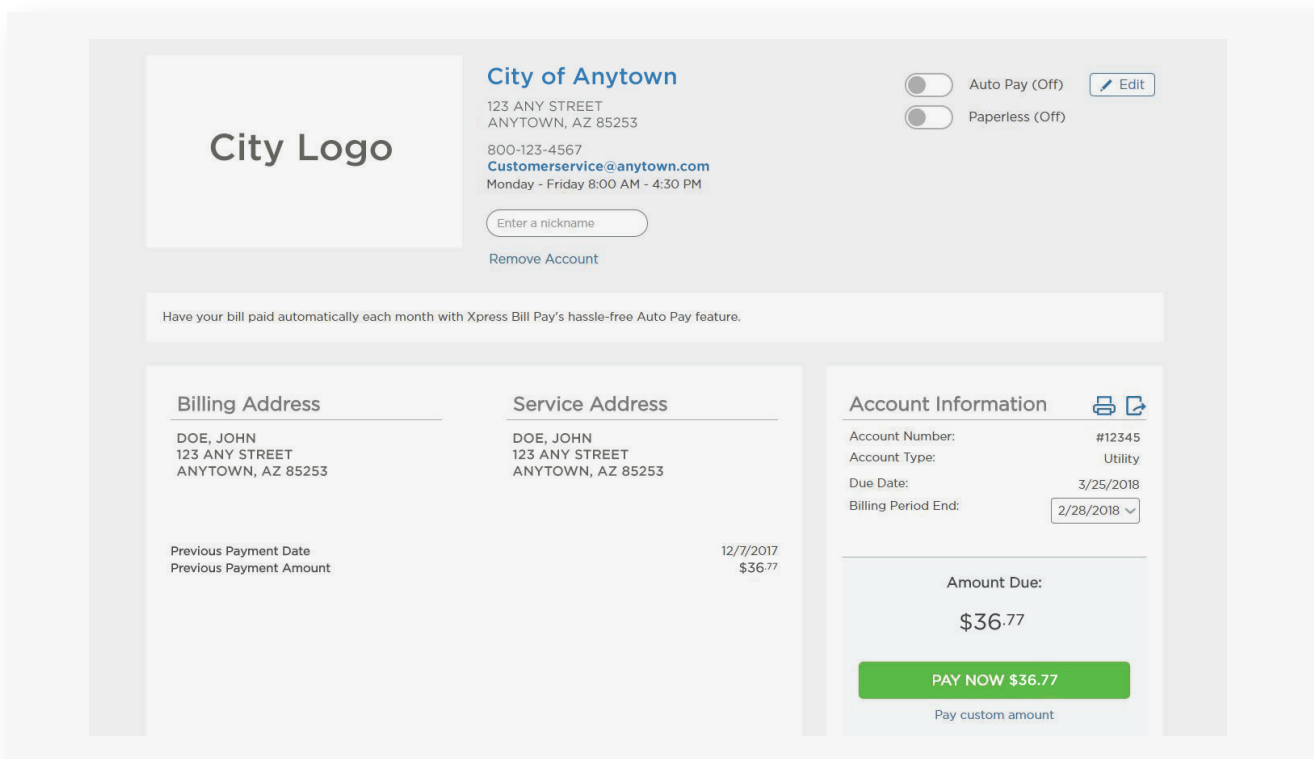 City Logo
City of Anytown
123 ANY STREET
ANYTOWN, AZ 85253
800-123-4567
Customerservice@anytown.com
Monday - Friday 8:00 AM - 4:30 PM
Enter a nickname
Remove Account
Auto Pay (Off)
Edit
Paperless (Off)
Have your bill paid automatically each month with Xpress Bill Pay's hassle-free Auto Pay feature.
Billing Address
DOE, JOHN
123 ANY STREET
ANYTOWN, AZ 85253
Service Address
DOE, JOHN
123 ANY STREET
ANYTOWN, AZ 85253
Previous Payment Date 12/7/2017
Previous Payment Amount $36.77
Account Information
Account Number: #12345
Account Type: Utility
Due Date: 3/25/2018
Billing Period End: 2/28/2018
Amount Due:
$36.77
PAY NOW $36.77
Pay custom amount